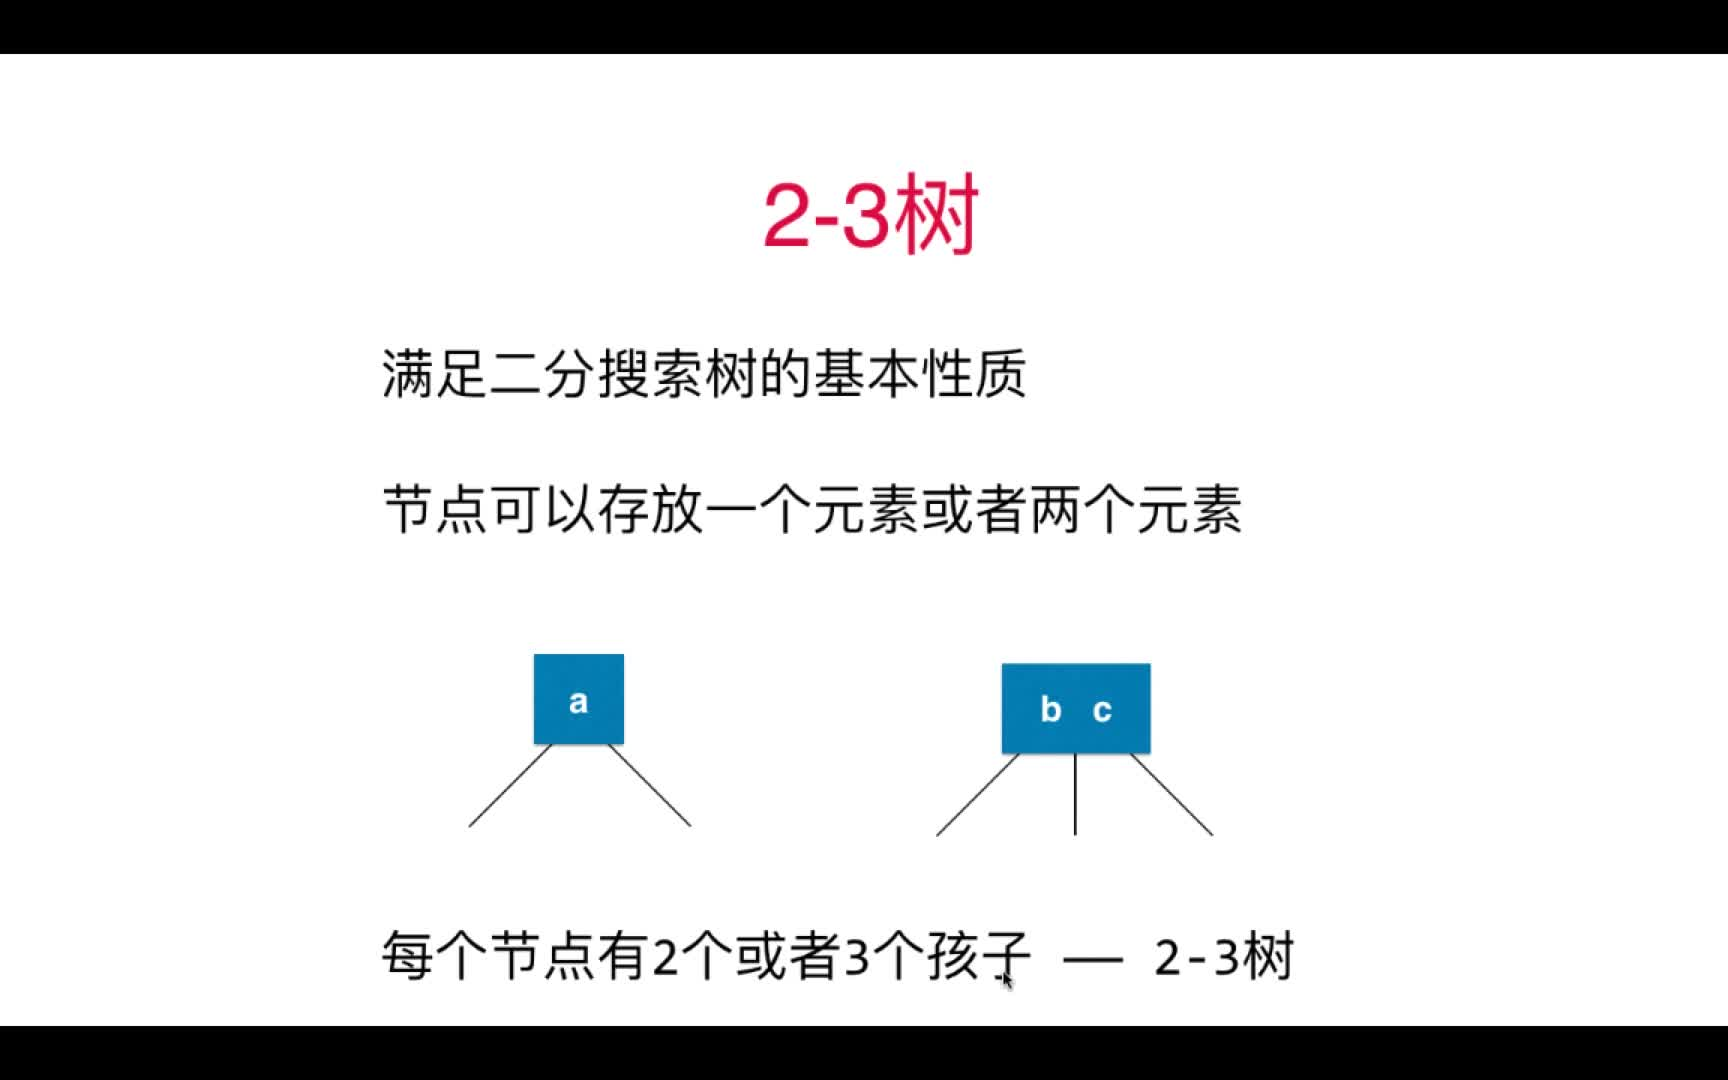 2-3树
满足二分搜索树的基本性质
节点可以存放一个元素或者两个元素
a
b c
每个节点有2个或者3个孩子 — 2-3树